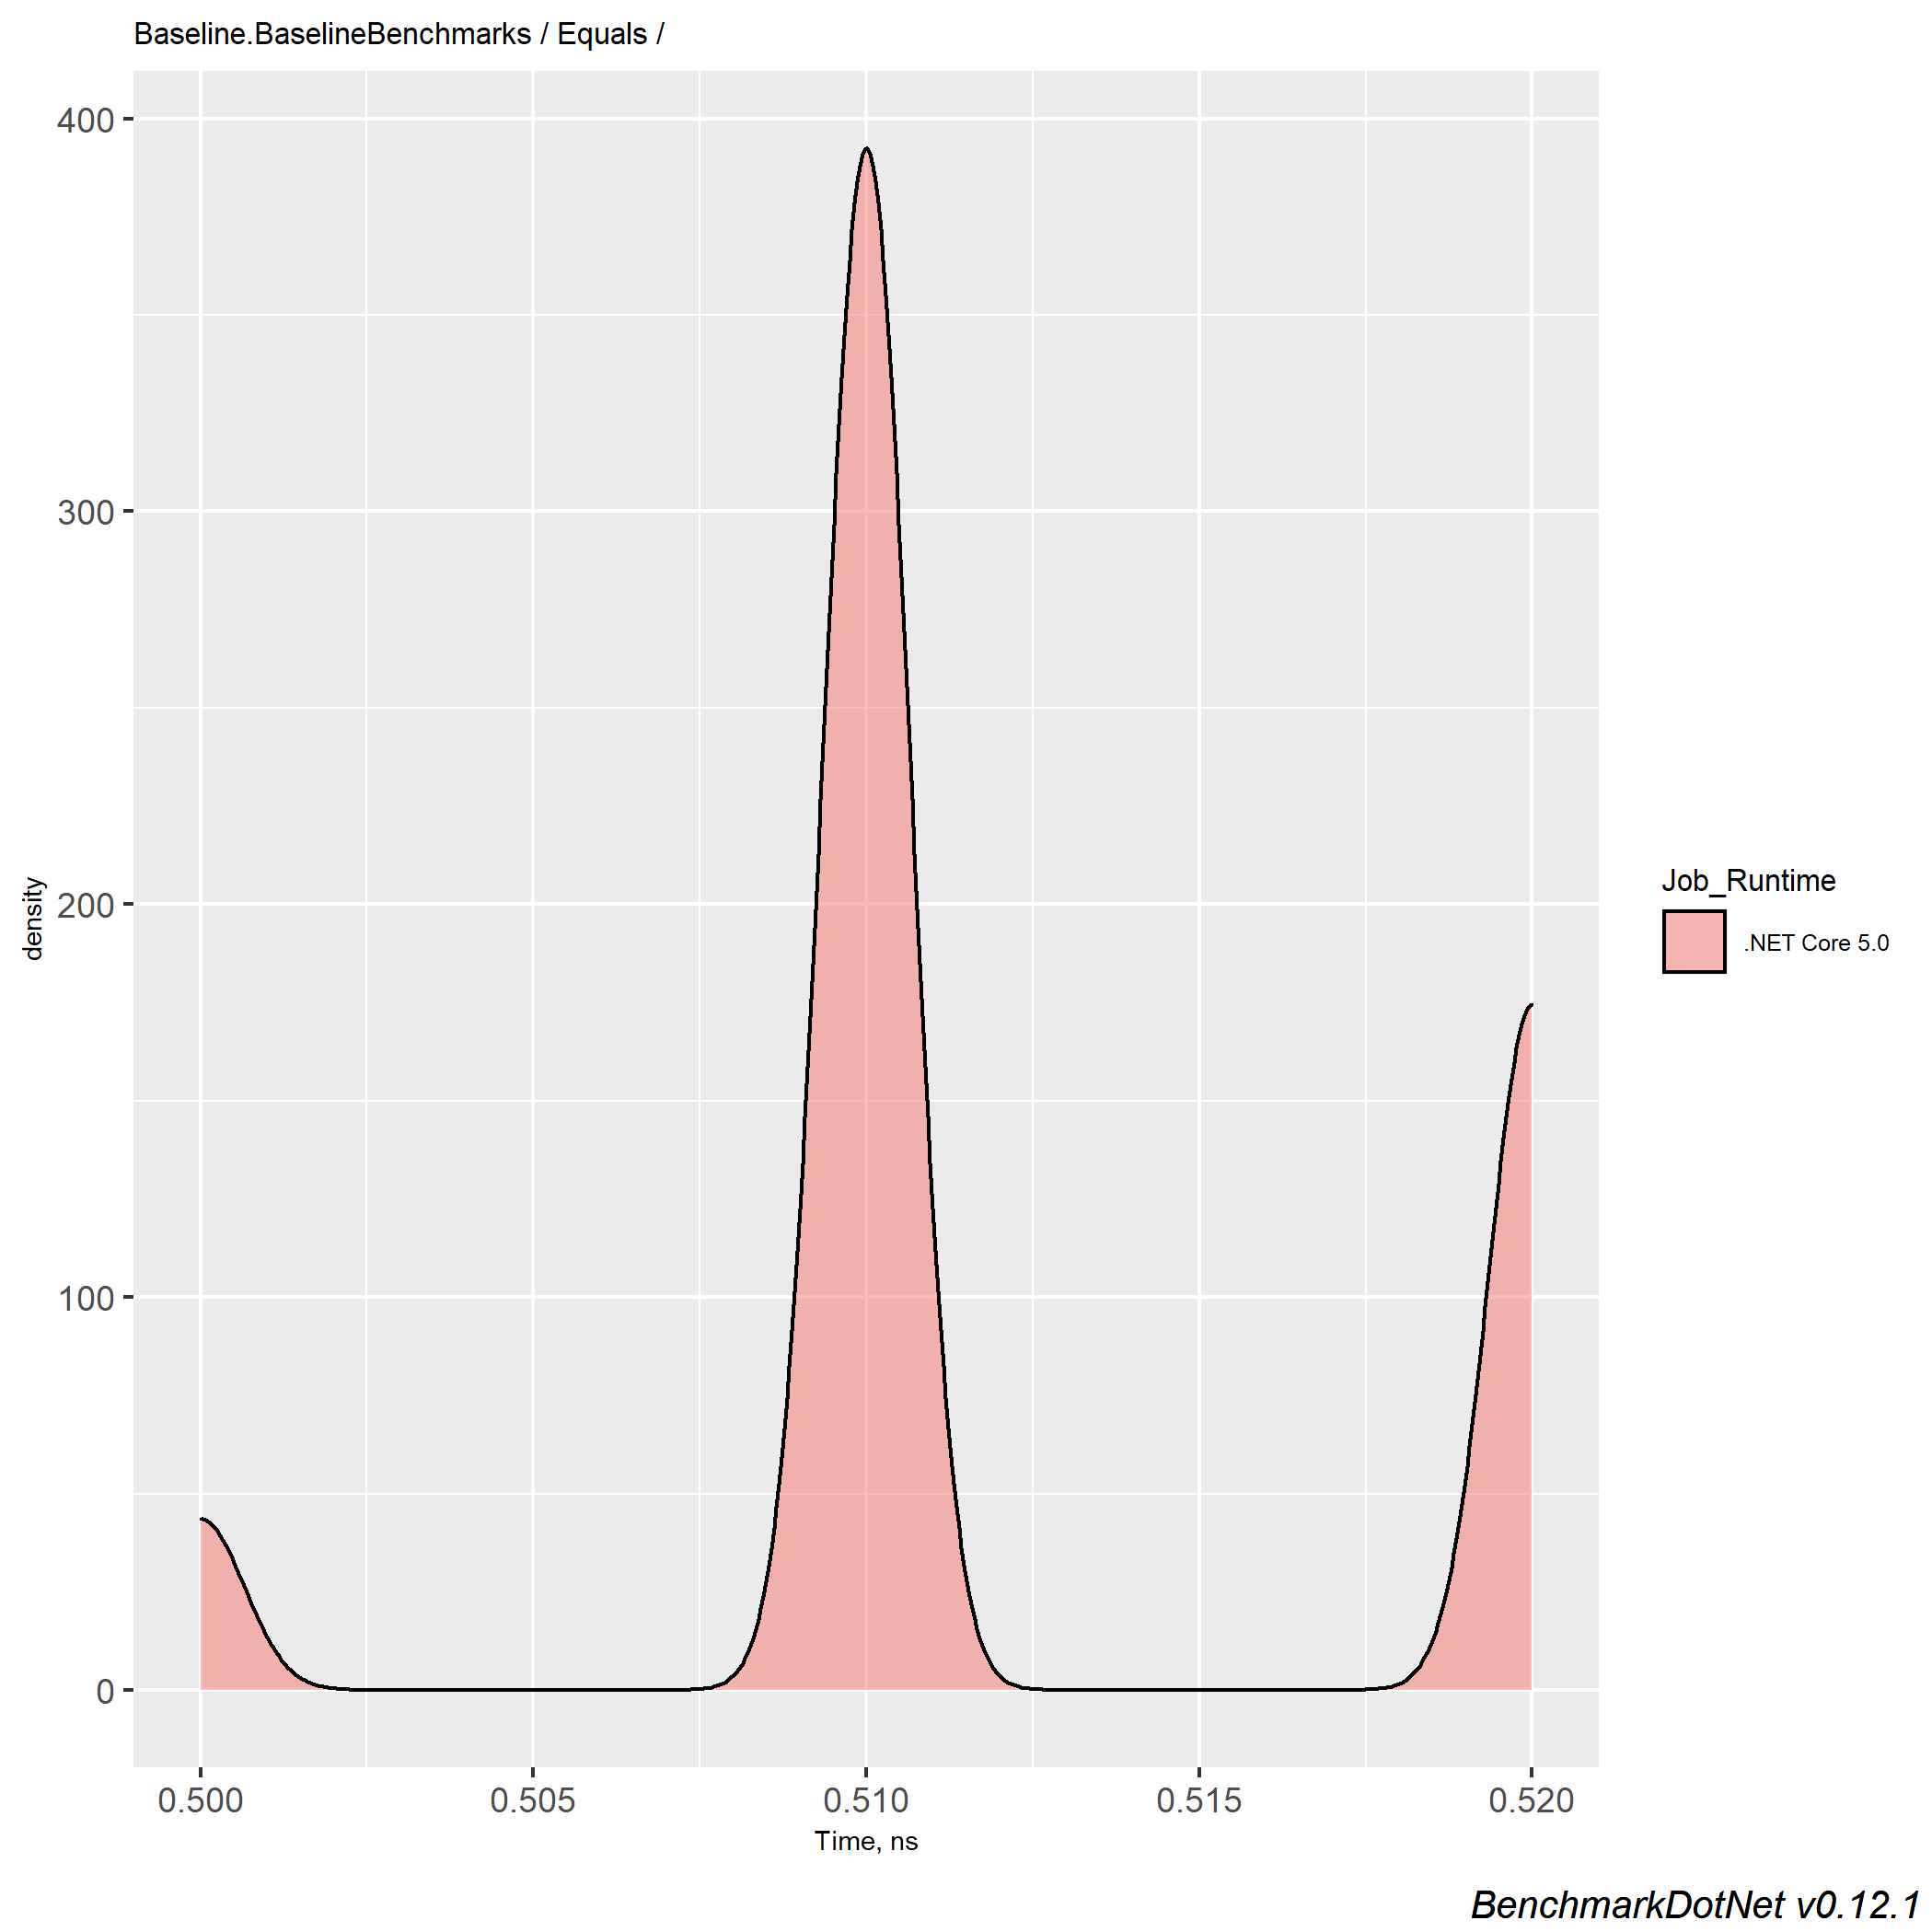 Baseline.BaselineBenchmarks / Equals /
400
300
200
100
0
density
0.500 0.505 0.510 0.515 0.520
Time, ns
Job_Runtime
.NET Core 5.0
BenchmarkDotNet v0.12.1